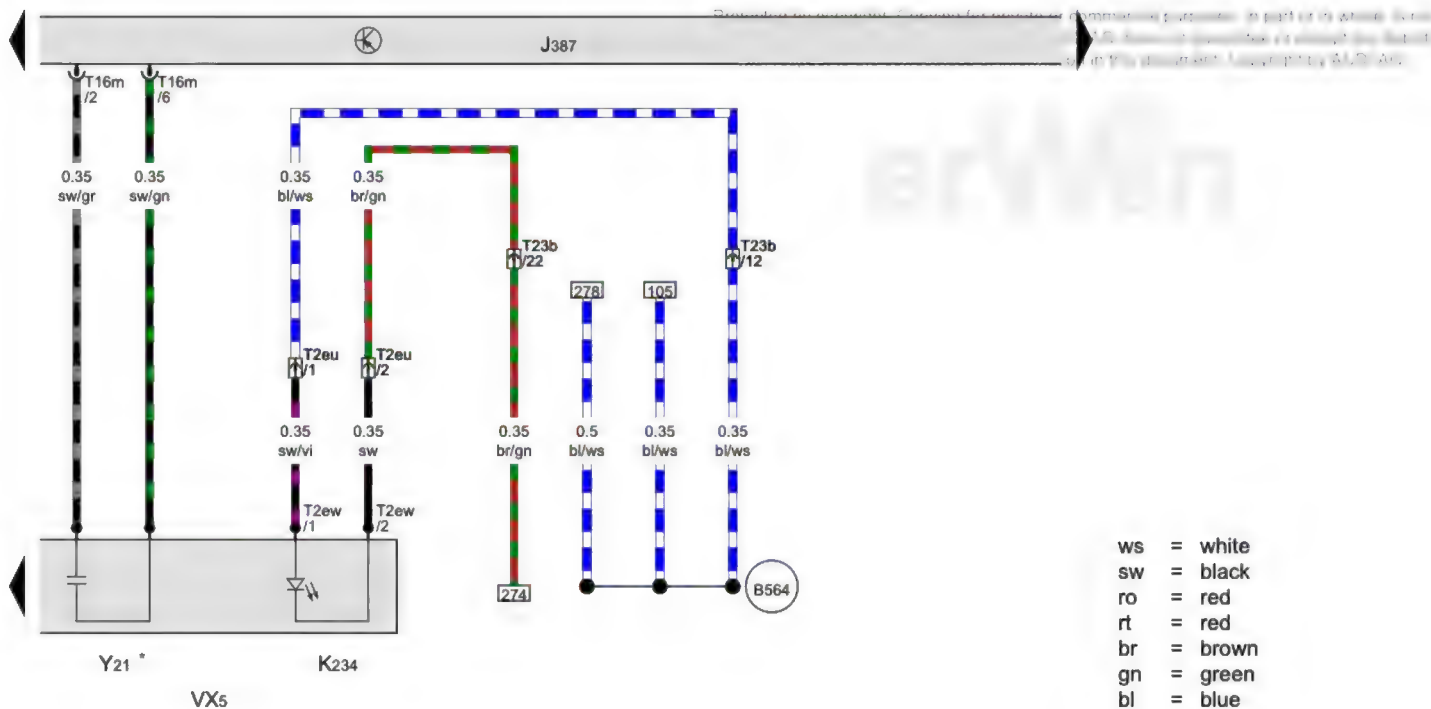 J387
T16m
/2
T16m
/6
0.35
sw/gr
0.35
sw/gn
0.35
bl/ws
0.35
br/gn
T23b
/22
T23b
/12
278
105
T2eu
/1
T2eu
/2
0.35
sw/vi
0.35
sw
0.35
br/gn
0.5
bl/ws
0.35
bl/ws
0.35
bl/ws
T2ew
/1
T2ew
/2
274
B564
Y21 *
K234
VX5
erWin
ws = white
sw = black
ro = red
rt = red
br = brown
gn = green
bl = blue